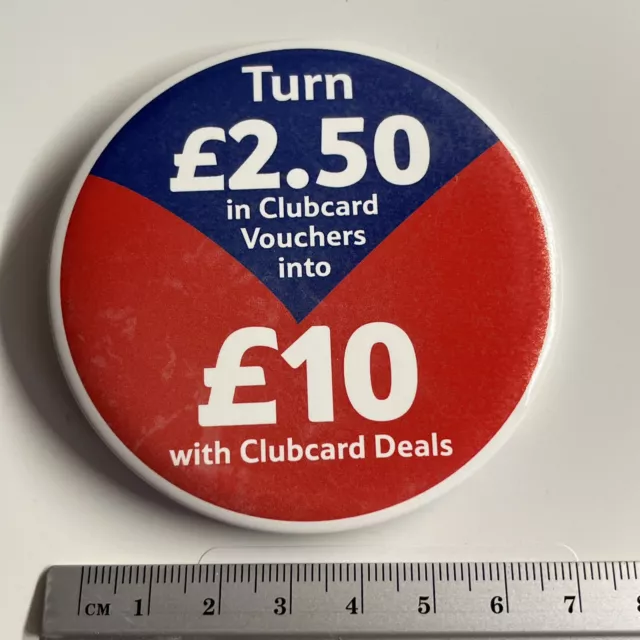 Turn
£2.50
in Clubcard
Vouchers
into
£10
with Clubcard Deals
CM 1 2 3 4 5 6 7 8